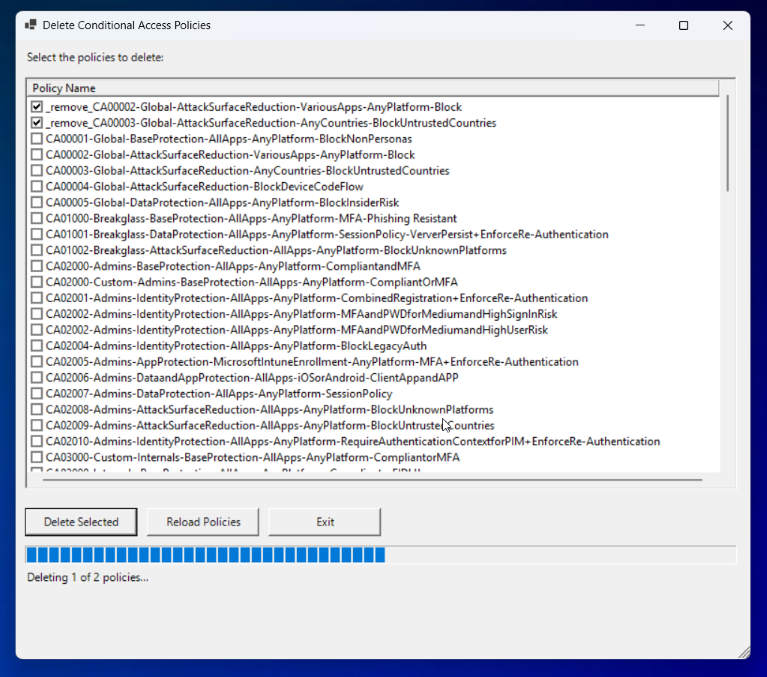 Delete Conditional Access Policies
Select the policies to delete:
Policy Name
_remove_CA00002-Global-AttackSurfaceReduction-VariousApps-AnyPlatform-Block
_remove_CA00003-Global-AttackSurfaceReduction-AnyCountries-BlockUntrustedCountries
CA00001-Global-BaseProtection-AllApps-AnyPlatform-BlockNonPersonas
CA00002-Global-AttackSurfaceReduction-VariousApps-AnyPlatform-Block
CA00003-Global-AttackSurfaceReduction-AnyCountries-BlockUntrustedCountries
CA00004-Global-AttackSurfaceReduction-BlockDeviceCodeFlow
CA00005-Global-DataProtection-AllApps-AnyPlatform-BlockInsiderRisk
CA01000-Breakglass-BaseProtection-AllApps-AnyPlatform-MFA-Phishing Resistant
CA01001-Breakglass-DataProtection-AllApps-AnyPlatform-SessionPolicy-VerverPersist+EnforceRe-Authentication
CA01002-Breakglass-AttackSurfaceReduction-AllApps-AnyPlatform-BlockUnknownPlatforms
CA02000-Admins-BaseProtection-AllApps-AnyPlatform-CompliantandMFA
CA02000-Custom-Admins-BaseProtection-AllApps-AnyPlatform-CompliantOrMFA
CA02001-Admins-IdentityProtection-AllApps-AnyPlatform-CombinedRegistration+EnforceRe-Authentication
CA02002-Admins-IdentityProtection-AllApps-AnyPlatform-MFAandPWDforMediumandHighSignInRisk
CA02002-Admins-IdentityProtection-AllApps-AnyPlatform-MFAandPWDforMediumandHighUserRisk
CA02004-Admins-IdentityProtection-AllApps-AnyPlatform-BlockLegacyAuth
CA02005-Admins-AppProtection-MicrosoftIntuneEnrollment-AnyPlatform-MFA+EnforceRe-Authentication
CA02006-Admins-DataandAppProtection-AllApps-iOSorAndroid-ClientAppandAPP
CA02007-Admins-DataProtection-AllApps-AnyPlatform-SessionPolicy
CA02008-Admins-AttackSurfaceReduction-AllApps-AnyPlatform-BlockUnknownPlatforms
CA02009-Admins-AttackSurfaceReduction-AllApps-AnyPlatform-BlockUntrustedCountries
CA02010-Admins-IdentityProtection-AllApps-AnyPlatform-RequireAuthenticationContextforPIM+EnforceRe-Authentication
CA03000-Custom-Internals-BaseProtection-AllApps-AnyPlatform-CompliantorMFA
Delete Selected
Reload Policies
Exit
Deleting 1 of 2 policies...